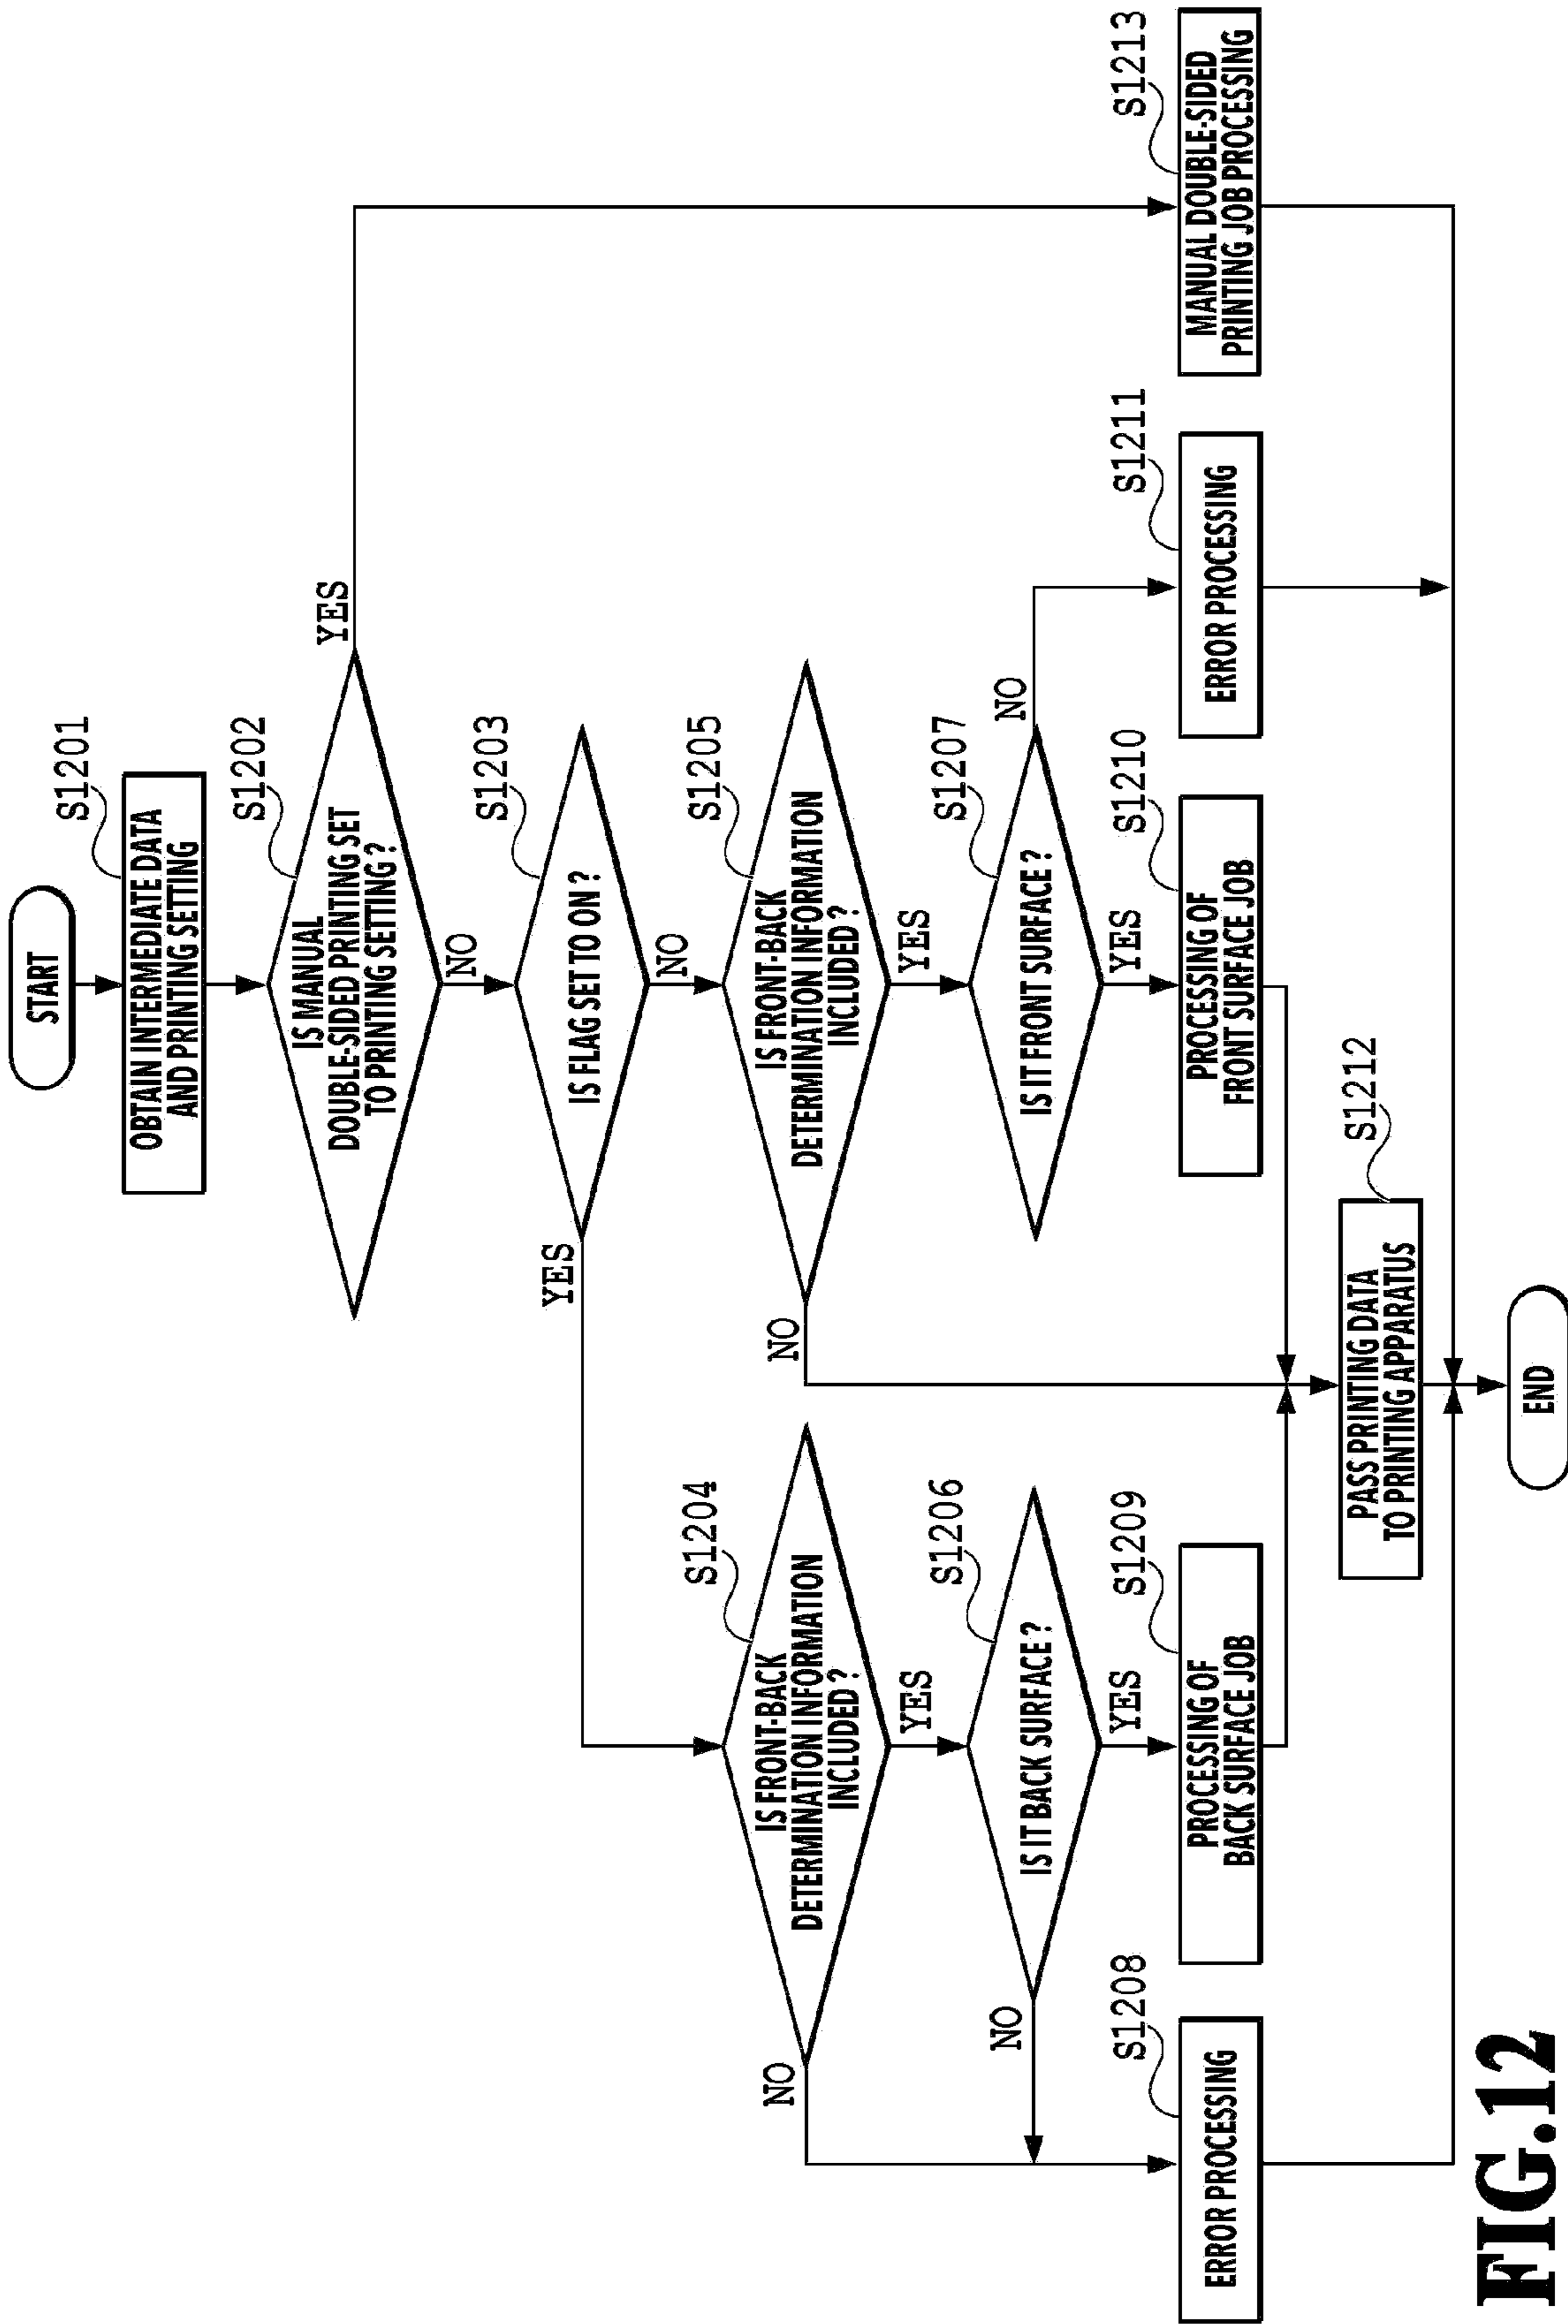 START
S1201
OBTAIN INTERMEDIATE DATA
AND PRINTING SETTING
S1202
IS MANUAL
DOUBLE-SIDED PRINTING SET
TO PRINTING SETTING?
YES
NO
S1203
IS FLAG SET TO ON?
YES
NO
S1204
IS FRONT-BACK
DETERMINATION INFORMATION
INCLUDED?
NO
YES
S1205
IS FRONT-BACK
DETERMINATION INFORMATION
INCLUDED?
NO
YES
S1206
IS IT BACK SURFACE?
NO
YES
S1207
IS IT FRONT SURFACE?
NO
YES
S1208
ERROR PROCESSING
S1209
PROCESSING OF
BACK SURFACE JOB
S1210
PROCESSING OF
FRONT SURFACE JOB
S1211
ERROR PROCESSING
S1213
MANUAL DOUBLE-SIDED
PRINTING JOB PROCESSING
S1212
PASS PRINTING DATA
TO PRINTING APPARATUS
END
FIG.12